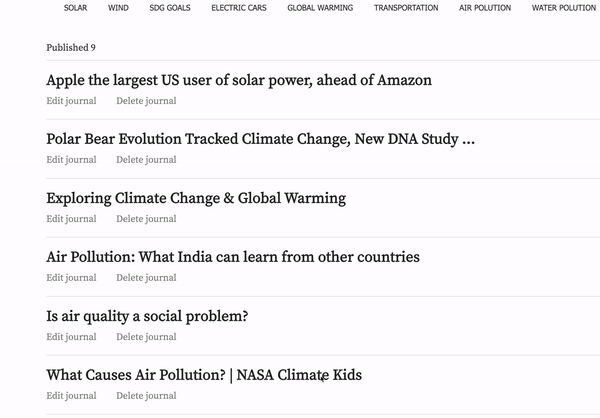 SOLAR WIND SDG GOALS ELECTRIC CARS GLOBAL WARMING TRANSPORTATION AIR POLUTION WATER POLUTION
Published 9
Apple the largest US user of solar power, ahead of Amazon
Edit journal Delete journal
Polar Bear Evolution Tracked Climate Change, New DNA Study ...
Edit journal Delete journal
Exploring Climate Change & Global Warming
Edit journal Delete journal
Air Pollution: What India can learn from other countries
Edit journal Delete journal
Is air quality a social problem?
Edit journal Delete journal
What Causes Air Pollution? | NASA Climate Kids
Edit journal Delete journal